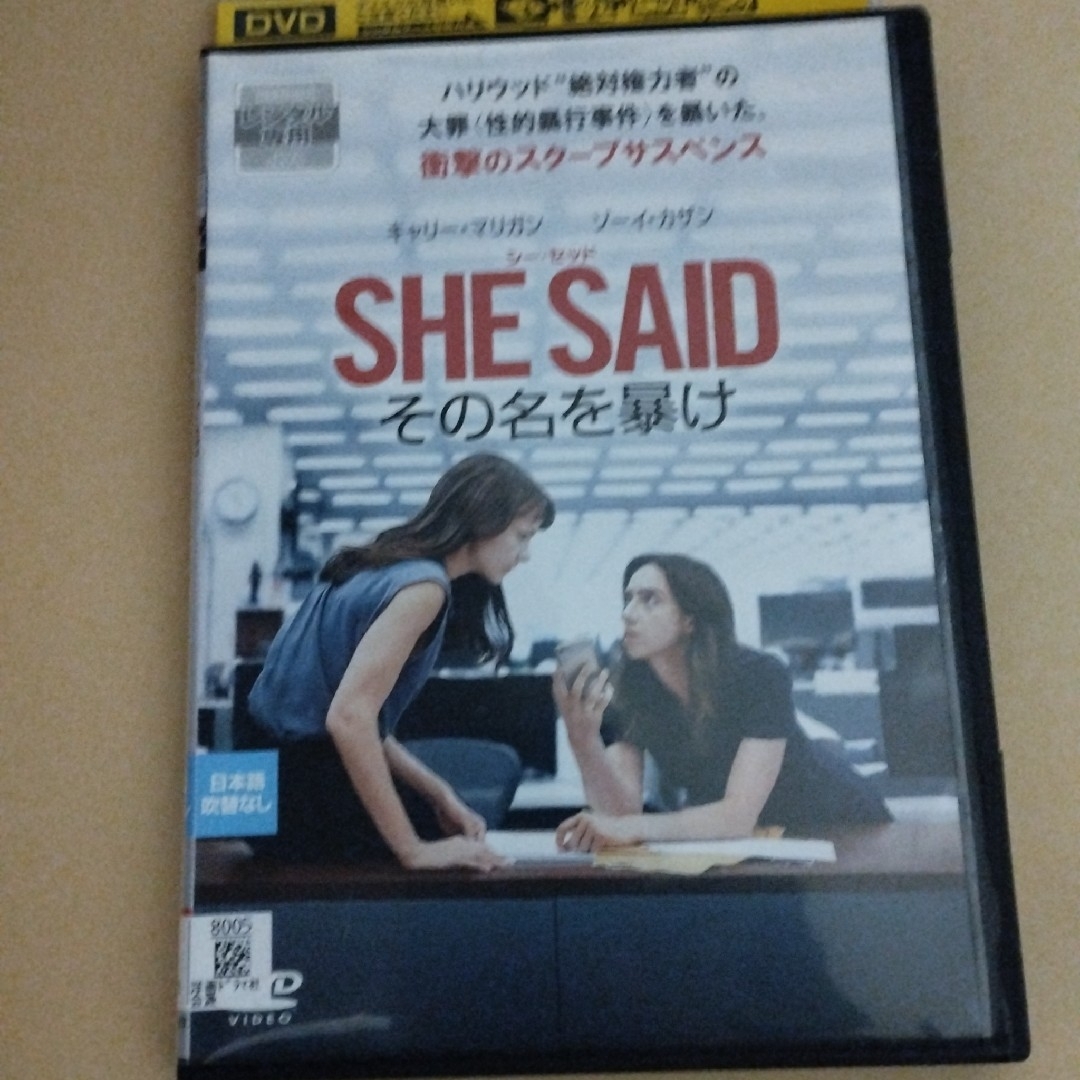 DVD
レンタル
専用
ハリウッド“絶対権力者”の
大罪(性的暴行事件)を暴いた。
衝撃のスクープサスペンス
キャリー・マリガン ゾーイ・カザン
シー・セッド
SHE SAID
その名を暴け
日本語
吹替なし
8005
VIDEO